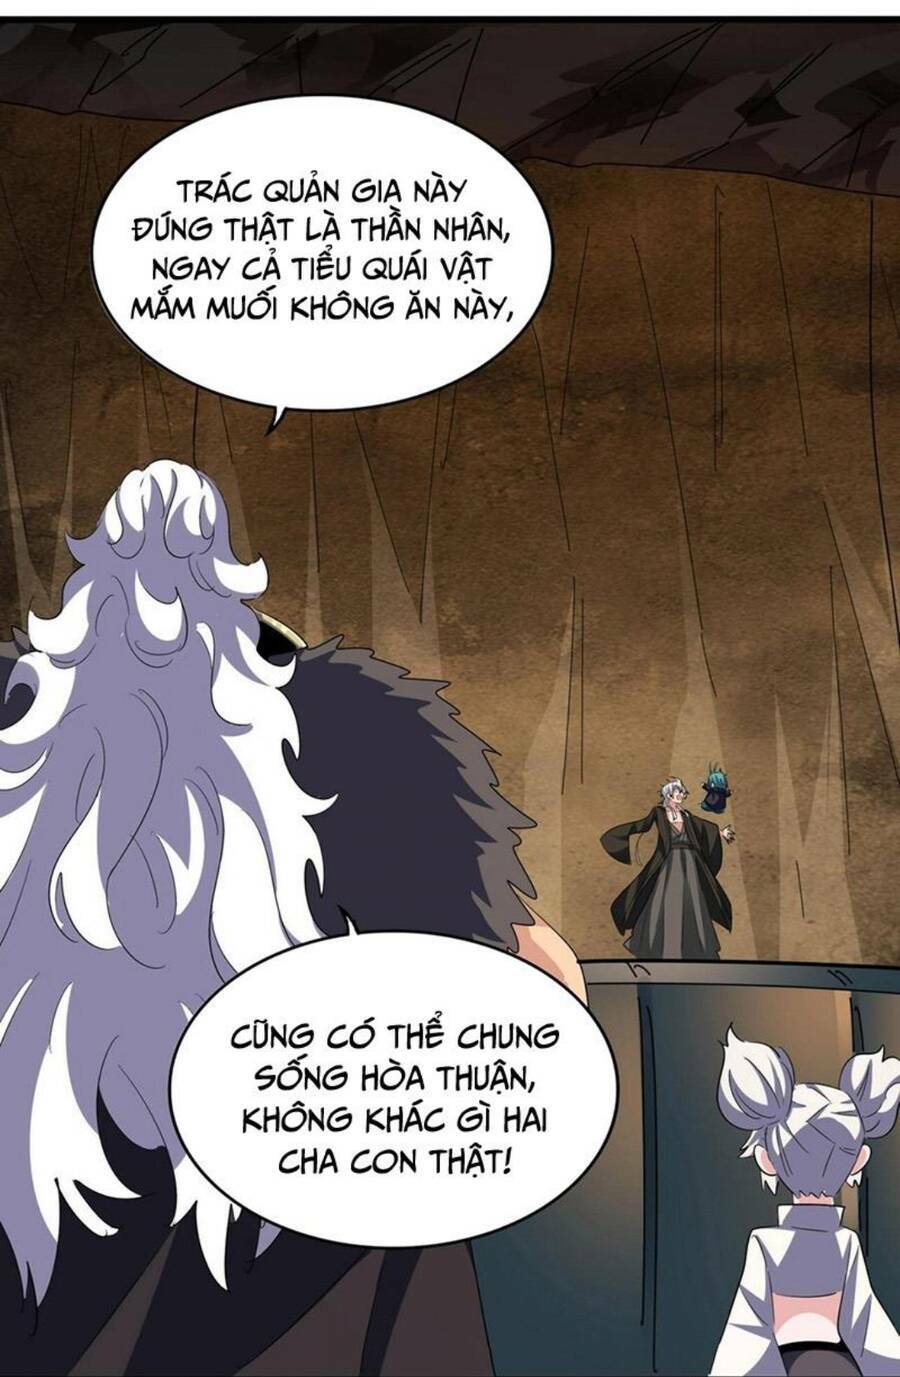 TRÁC QUẢN GIA NÀY
ĐÚNG THẬT LÀ THẦN NHÂN,
NGAY CẢ TIỂU QUÁI VẬT
MẮM MUỐI KHÔNG ĂN NÀY,
CŨNG CÓ THỂ CHUNG
SỐNG HÒA THUẬN,
KHÔNG KHÁC GÌ HAI
CHA CON THẬT!